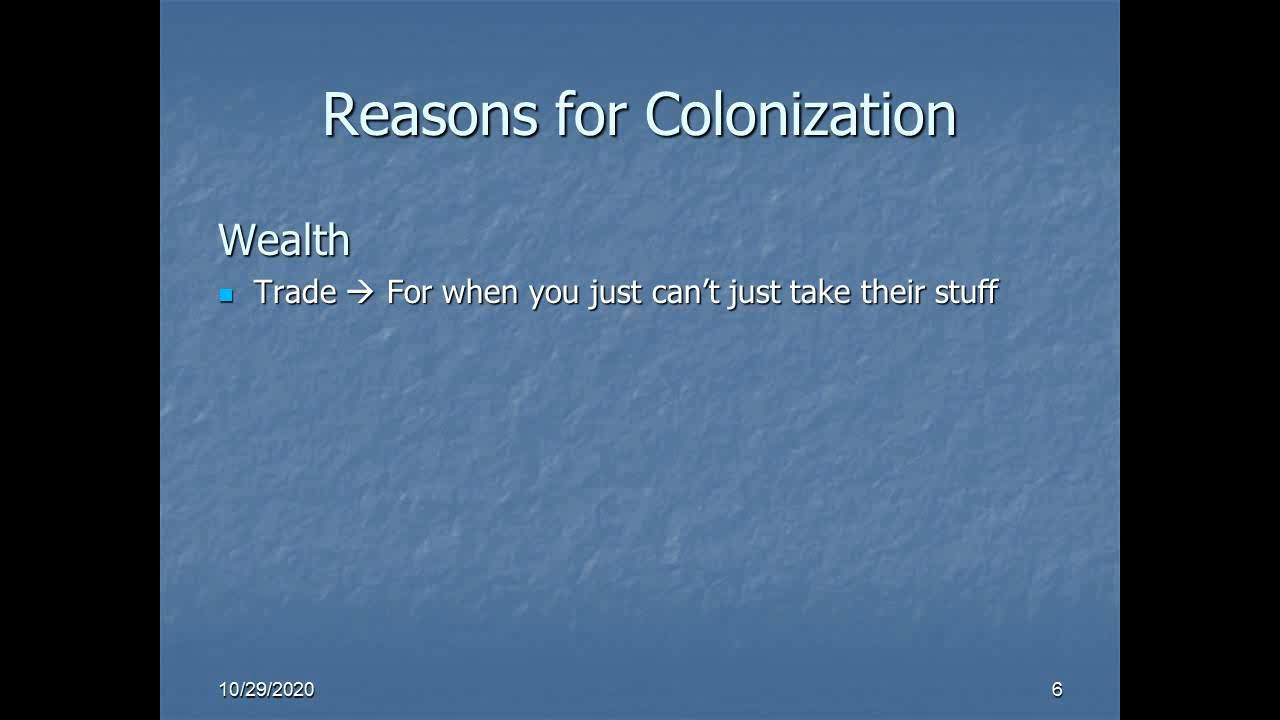 Reasons for Colonization
Wealth
Trade → For when you just can’t just take their stuff
10/29/2020
6